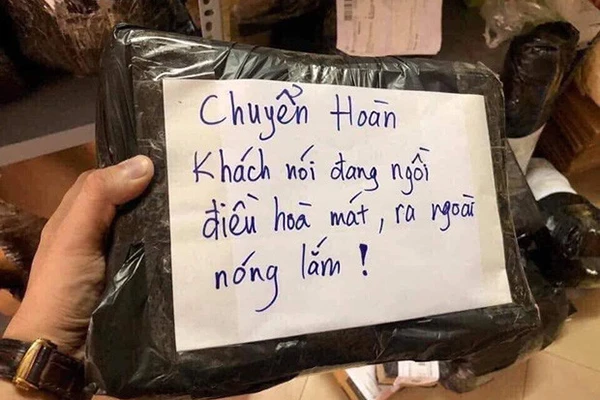 Chuyển Hoàn
Khách nói đang ngồi
điều hoà mát, ra ngoài
nóng lắm !